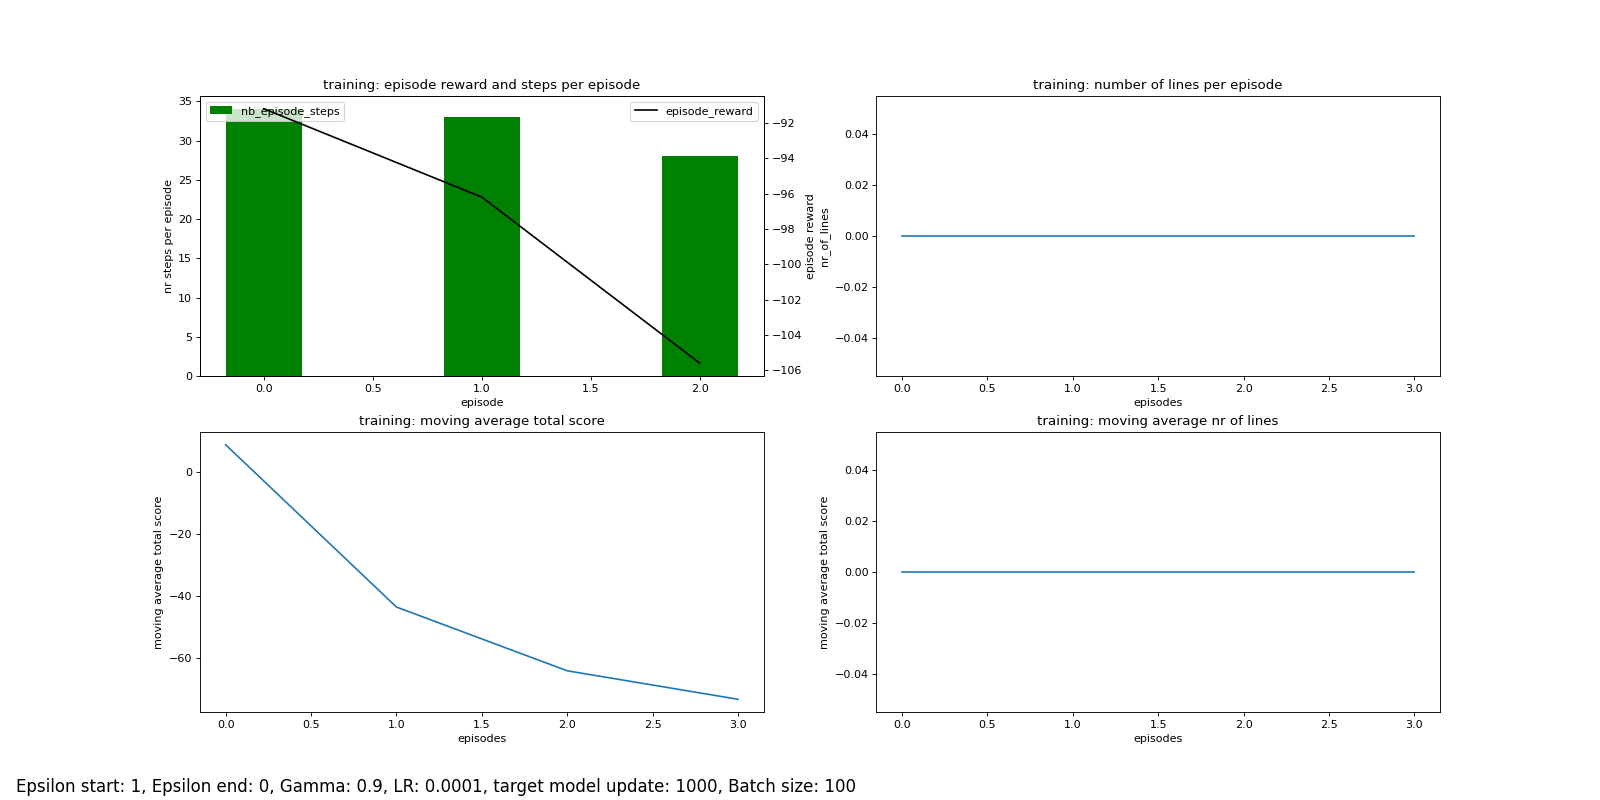 training: episode reward and steps per episode
nb_episode_steps
episode_reward
nr steps per episode
35
30
25
20
15
10
5
0
−92
−94
−96
−98
−100
−102
−104
−106
episode reward
0.0 0.5 1.0 1.5 2.0
episode
training: number of lines per episode
nr_of_lines
0.04
0.02
0.00
−0.02
−0.04
0.0 0.5 1.0 1.5 2.0 2.5 3.0
episodes
training: moving average total score
moving average total score
0
−20
−40
−60
0.0 0.5 1.0 1.5 2.0 2.5 3.0
episodes
training: moving average nr of lines
moving average total score
0.04
0.02
0.00
−0.02
−0.04
0.0 0.5 1.0 1.5 2.0 2.5 3.0
episodes
Epsilon start: 1, Epsilon end: 0, Gamma: 0.9, LR: 0.0001, target model update: 1000, Batch size: 100